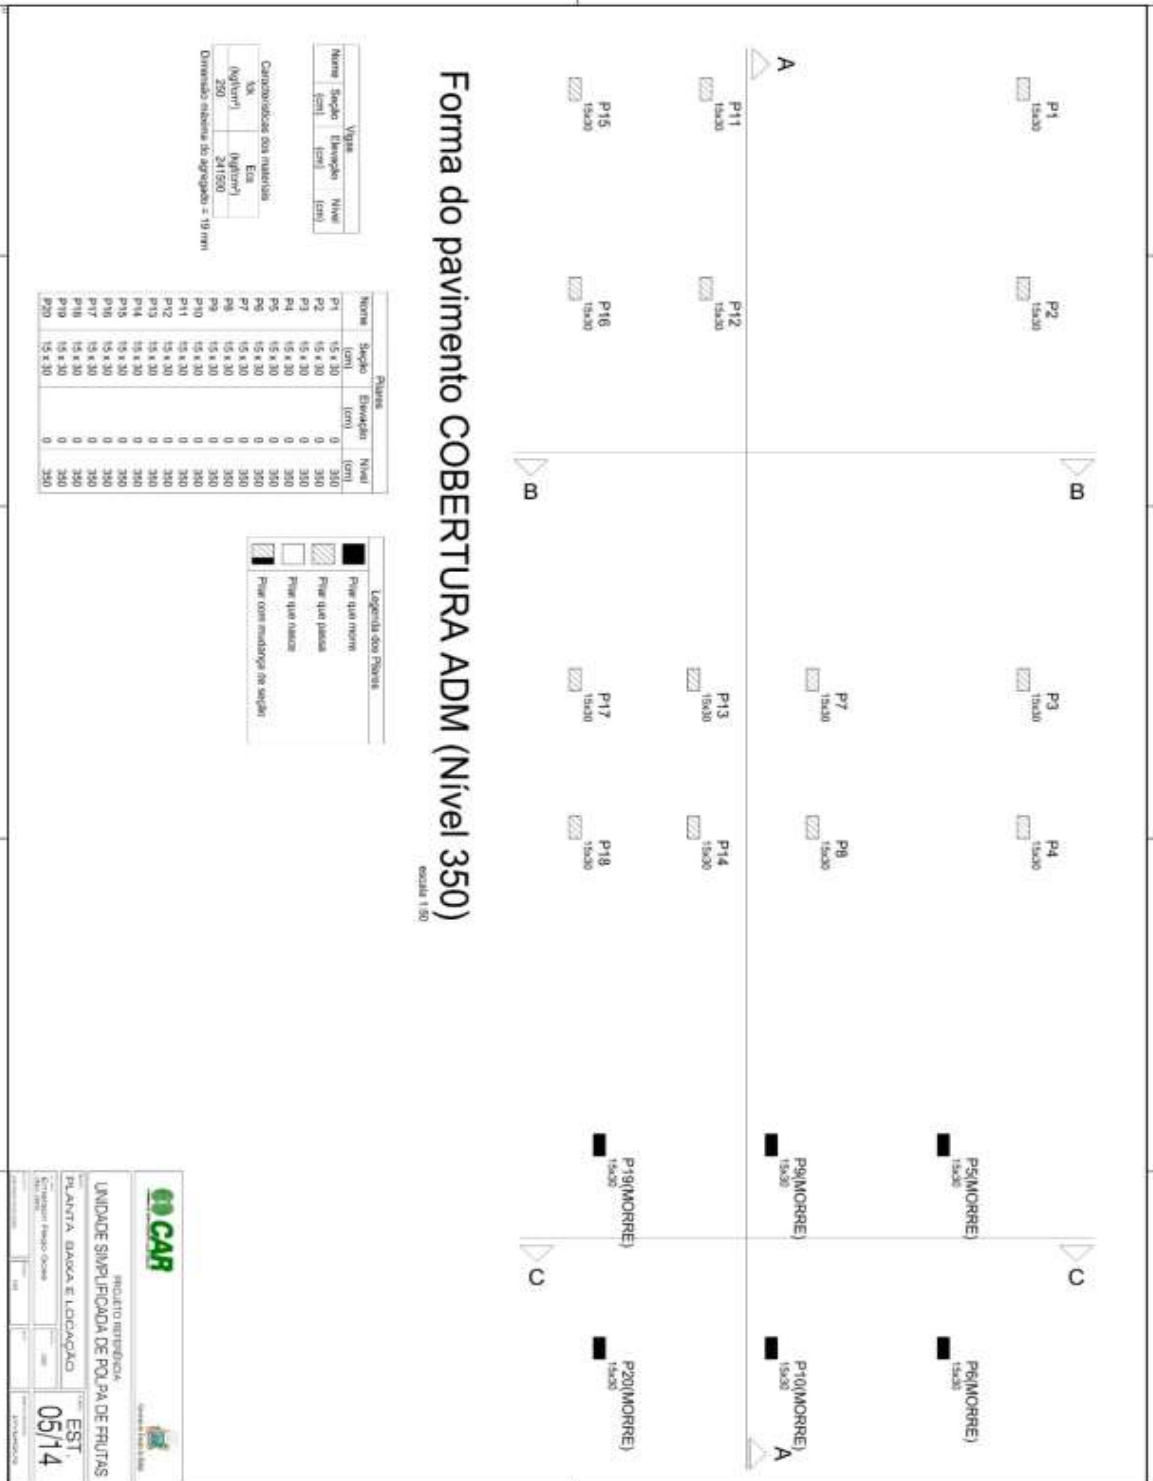 A
P1
15x30
P2
15x30
B
P3
15x30
P4
15x30
P5(MORRE)
15x30
C
P6(MORRE)
15x30
P7
15x30
P8
15x30
P9(MORRE)
15x30
P10(MORRE)
15x30
A
P11
15x30
P12
15x30
P13
15x30
P14
15x30
P15
15x30
P16
15x30
B
P17
15x30
P18
15x30
P19(MORRE)
15x30
C
P20(MORRE)
15x30
Forma do pavimento COBERTURA ADM (Nível 350)
escala 1:50
Vigas
Nome Seção Elevação Nível
(cm) (cm) (cm)
Características dos materiais
fck Ecs
(kgf/cm²) (kgf/cm²)
250 241500
Dimensão máxima do agregado = 19 mm
Pilares
Nome Seção Elevação Nível
(cm) (cm) (cm)
P1 15 x 30 0 350
P2 15 x 30 0 350
P3 15 x 30 0 350
P4 15 x 30 0 350
P5 15 x 30 0 350
P6 15 x 30 0 350
P7 15 x 30 0 350
P8 15 x 30 0 350
P9 15 x 30 0 350
P10 15 x 30 0 350
P11 15 x 30 0 350
P12 15 x 30 0 350
P13 15 x 30 0 350
P14 15 x 30 0 350
P15 15 x 30 0 350
P16 15 x 30 0 350
P17 15 x 30 0 350
P18 15 x 30 0 350
P19 15 x 30 0 350
P20 15 x 30 0 350
Legenda dos Pilares
Pilar que morre
Pilar que passa
Pilar que nasce
Pilar com mudança de seção
CAR
PROJETO REFERÊNCIA
UNIDADE SIMPLIFICADA DE POLPA DE FRUTAS
PLANTA BAIXA E LOCAÇÃO
EST.
05/14